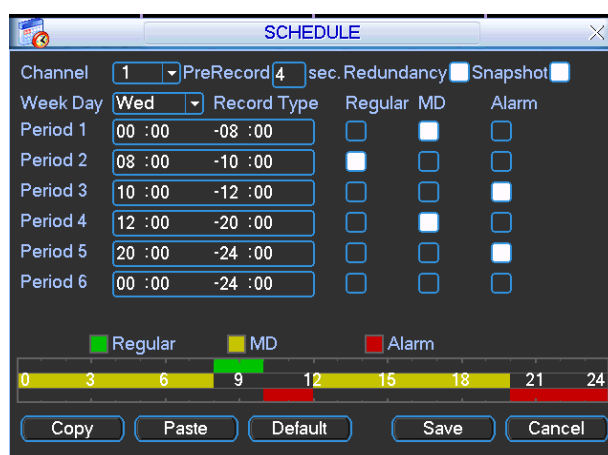 SCHEDULE
Channel 1 PreRecord 4 sec. Redundancy Snapshot
Week Day Wed Record Type Regular MD Alarm
Period 1 00 :00 -08 :00
Period 2 08 :00 -10 :00
Period 3 10 :00 -12 :00
Period 4 12 :00 -20 :00
Period 5 20 :00 -24 :00
Period 6 00 :00 -24 :00
Regular MD Alarm
0 3 6 9 12 15 18 21 24
Copy Paste Default Save Cancel